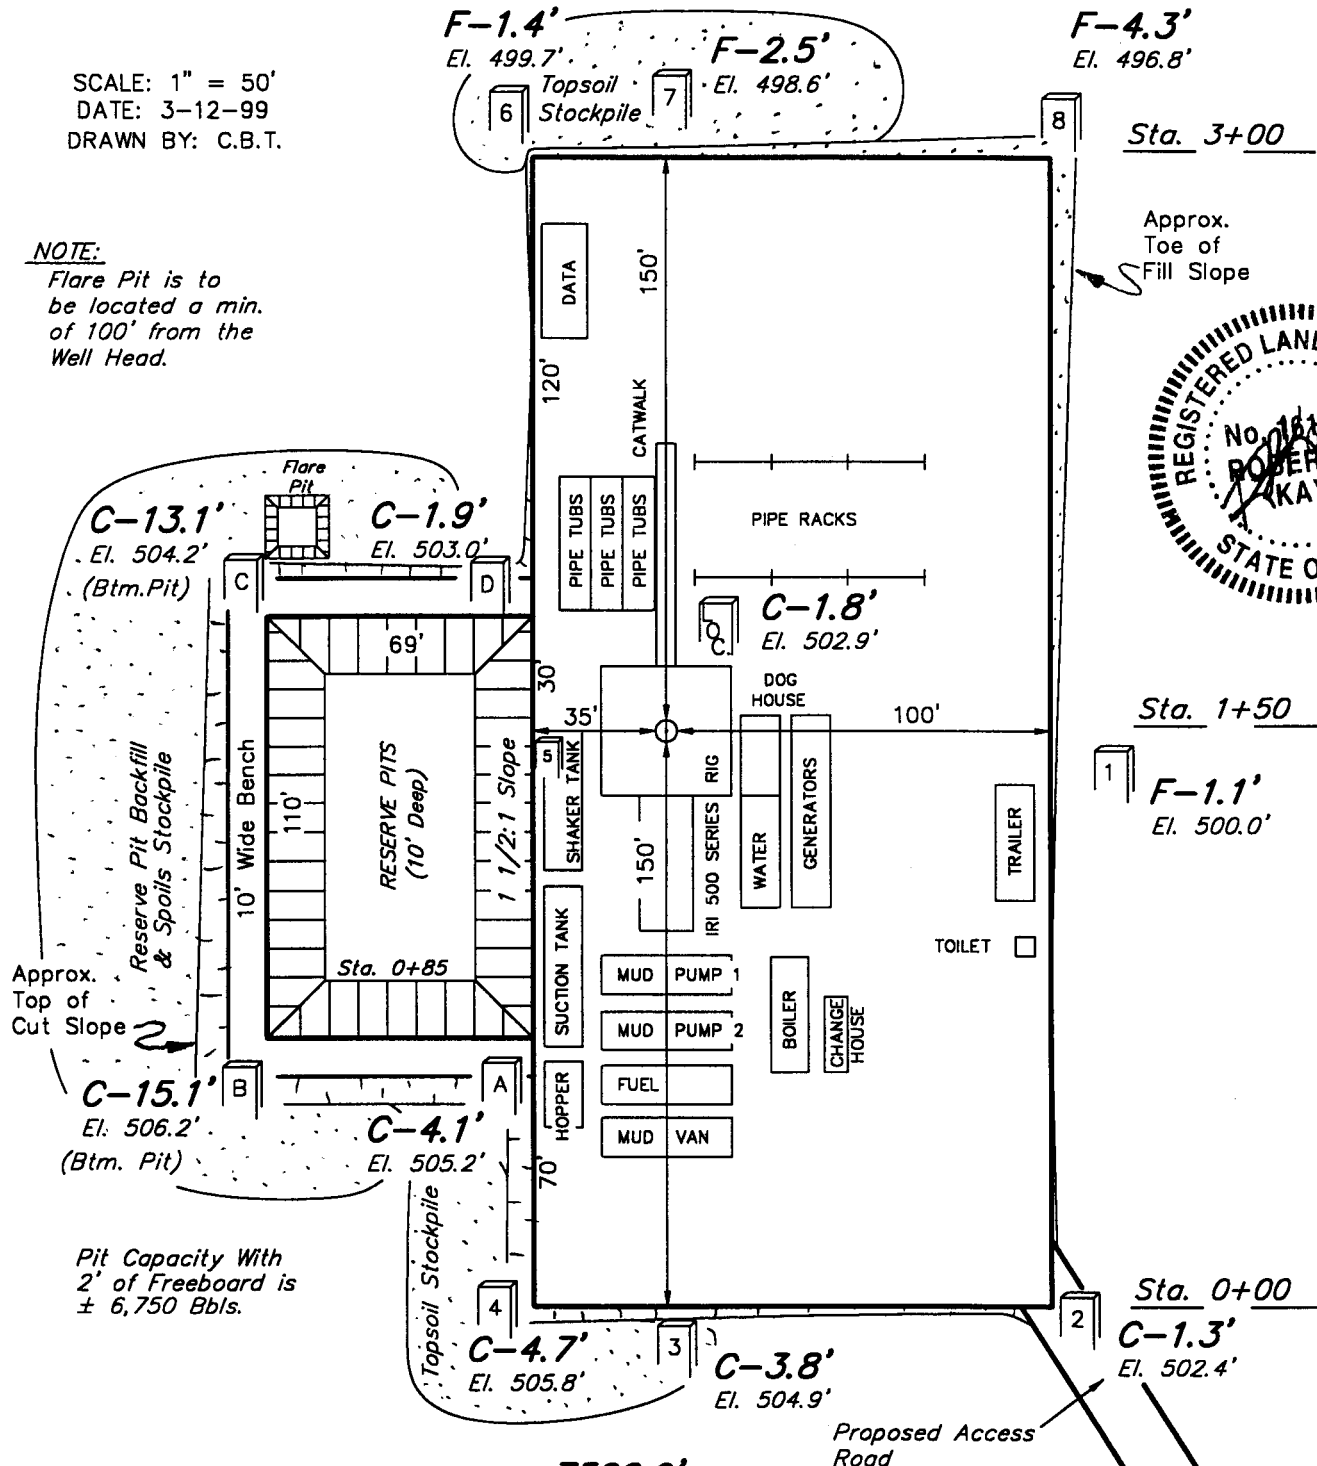 F-1.4'
El. 499.7'
F-2.5'
El. 498.6'
F-4.3'
El. 496.8'
SCALE: 1" = 50'
DATE: 3-12-99
DRAWN BY: C.B.T.
Topsoil
Stockpile
6
7
8
Sta. 3+00
NOTE:
Flare Pit is to
be located a min.
of 100' from the
Well Head.
Approx.
Toe of
Fill Slope
DATA
150'
120'
CATWALK
REGISTERED LAND
No. 161
ROBER
KAY
STATE O
Flare
Pit
C-13.1'
El. 504.2'
(Btm.Pit)
C-1.9'
El. 503.0'
C
D
PIPE TUBS
PIPE TUBS
PIPE TUBS
PIPE RACKS
LOC.
C-1.8'
El. 502.9'
69'
30'
DOG
HOUSE
35'
100'
Sta. 1+50
1
F-1.1'
El. 500.0'
Reserve Pit Backfill
& Spoils Stockpile
10' Wide Bench
110'
RESERVE PITS
(10' Deep)
1 1/2:1 Slope
5
SHAKER TANK
RIG
IRI 500 SERIES
150'
WATER
GENERATORS
TRAILER
TOILET
Sta. 0+85
SUCTION TANK
MUD PUMP 1
MUD PUMP 2
BOILER
CHANGE
HOUSE
Approx.
Top of
Cut Slope
B
A
HOPPER
FUEL
MUD VAN
C-15.1'
El. 506.2'
(Btm. Pit)
C-4.1'
El. 505.2'
70'
Topsoil Stockpile
Pit Capacity With
2' of Freeboard is
± 6,750 Bbls.
4
C-4.7'
El. 505.8'
3
C-3.8'
El. 504.9'
2
Sta. 0+00
C-1.3'
El. 502.4'
Proposed Access
Road